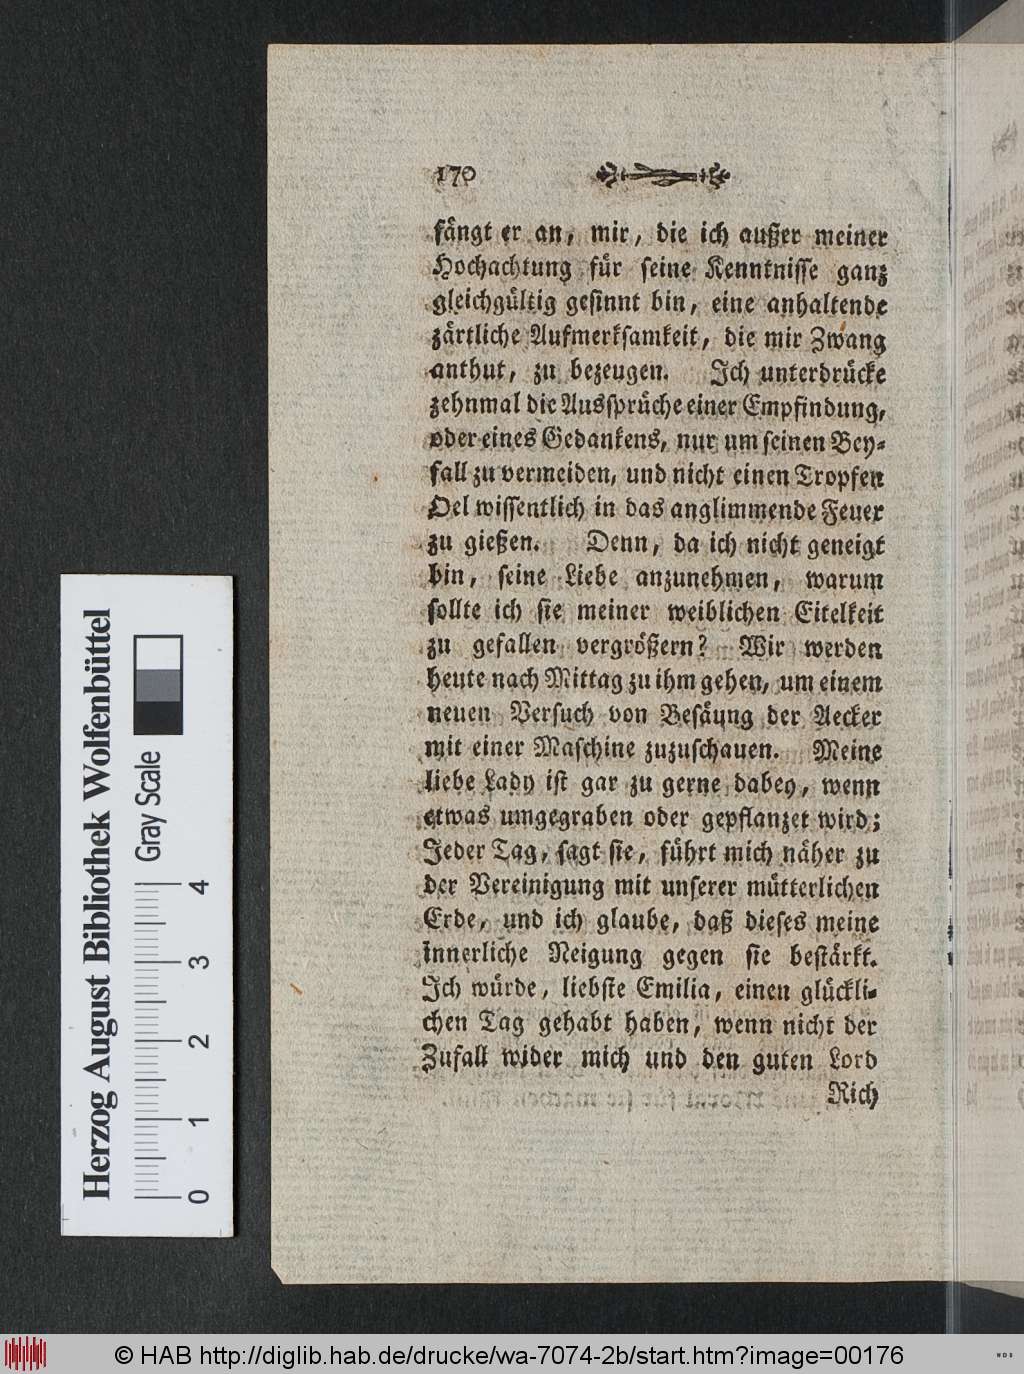 170
fängt er an, mir, die ich außer meiner
Hochachtung für seine Kenntnisse ganz
gleichgültig gesinnt bin, eine anhaltende
zärtliche Aufmerksamkeit, die mir Zwang
anthut, zu bezeugen. Ich unterdrücke
zehnmal die Aussprüche einer Empfindung,
oder eines Gedankens, nur um seinen Bey-
fall zu vermeiden, und nicht einen Tropfen
Oel wissentlich in das anglimmende Feuer
zu gießen. Denn, da ich nicht geneigt
bin, seine Liebe anzunehmen, warum
sollte ich sie meiner weiblichen Eitelkeit
zu gefallen vergrößern? Wir werden
heute nach Mittag zu ihm gehen, um einem
neuen Versuch von Besäung der Aecker
mit einer Maschine zuzuschauen. Meine
liebe Lady ist gar zu gerne dabey, wenn
etwas umgegraben oder gepflanzet wird;
Jeder Tag, sagt sie, führt mich näher zu
der Vereinigung mit unserer mütterlichen
Erde, und ich glaube, daß dieses meine
innerliche Neigung gegen sie bestärkt.
Ich würde, liebste Emilia, einen glückli-
chen Tag gehabt haben, wenn nicht der
Zufall wider mich und den guten Lord
Rich
Herzog August Bibliothek Wolfenbüttel
Gray Scale
0 1 2 3 4
© HAB http://diglib.hab.de/drucke/wa-7074-2b/start.htm?image=00176
WDB